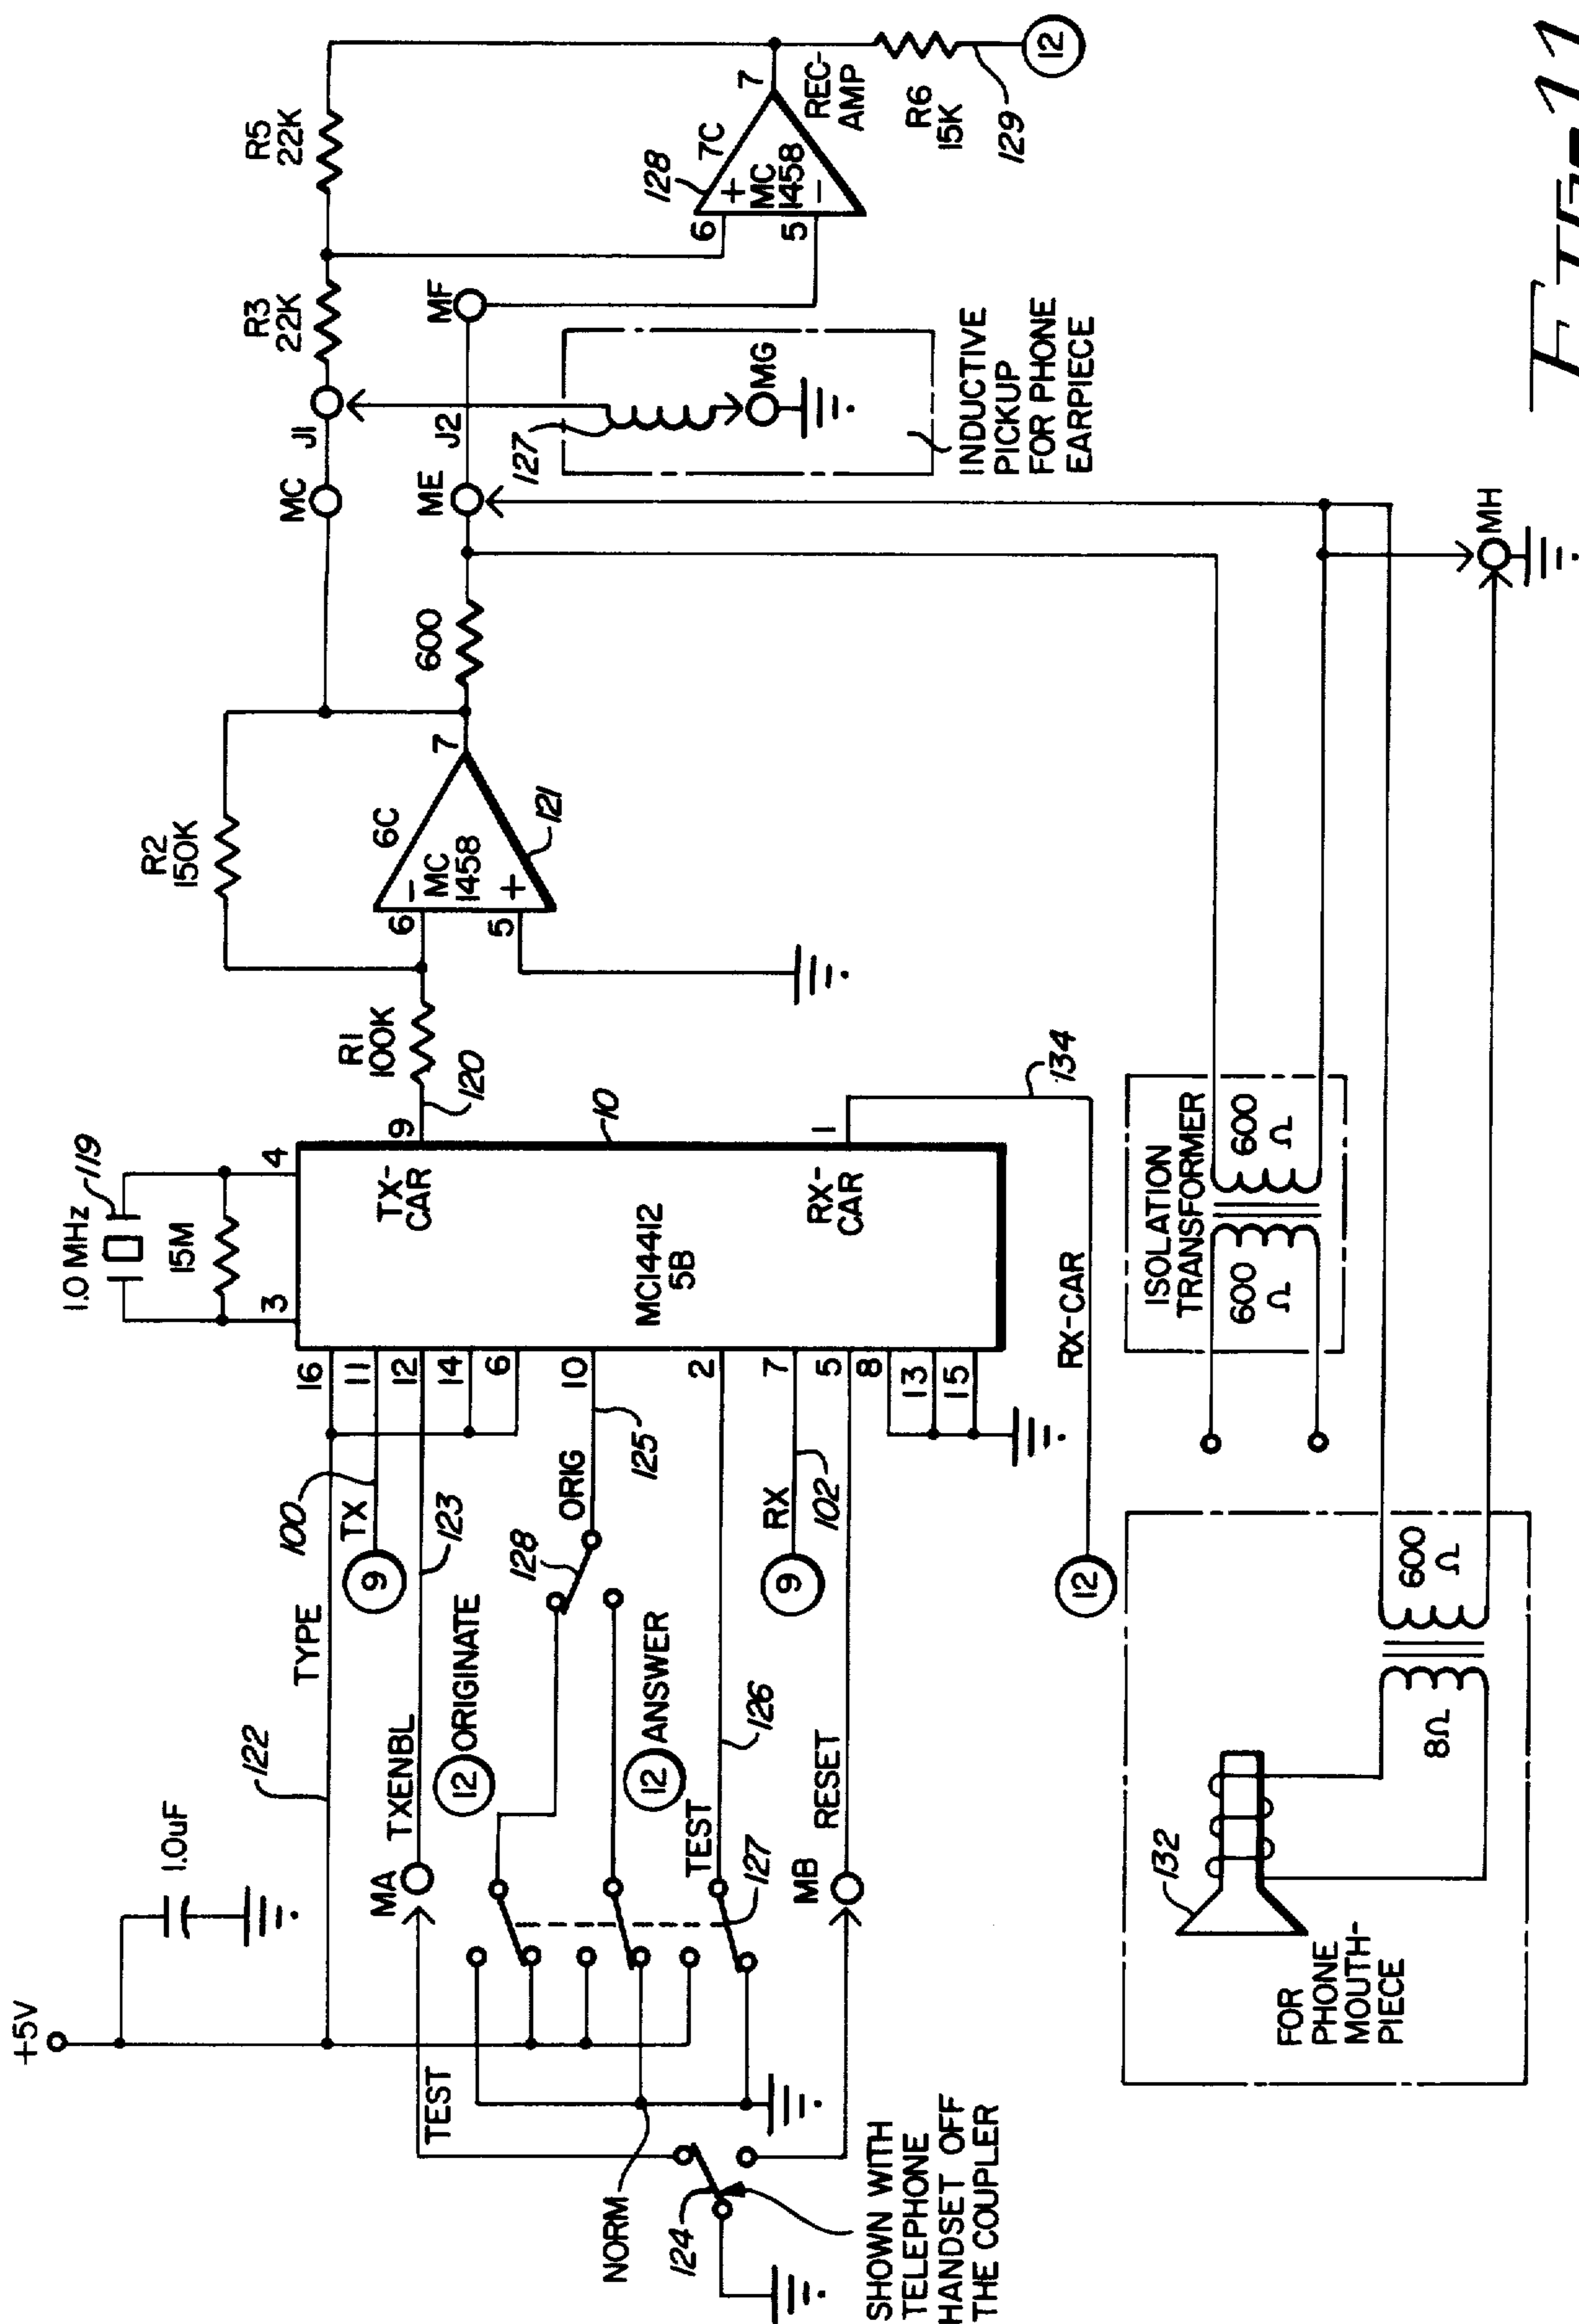 +5V
1.0uF
122
TYPE
100
TX
9
MA
TXENBL
123
TEST
12
ORIGINATE
128
ORIG
125
12
ANSWER
TEST
126
127
NORM
124
MB
RESET
RX
102
9
SHOWN WITH
TELEPHONE
HANDSET OFF
THE COUPLER
1.0 MHz
119
15M
3
4
16
11
12
14
6
10
2
7
5
8
13
15
TX-
CAR
9
10
MC14412
5B
RX-
CAR
1
134
RX-CAR
12
R1
100K
120
R2
150K
6
5
7
6C
−
MC
1458
+
121
600
MC
J1
R3
22K
R5
22K
ME
J2
MF
127
MG
INDUCTIVE
PICKUP
FOR PHONE
EARPIECE
128
7C
6
5
7
+
MC
1458
−
REC-
AMP
R6
15K
129
12
ISOLATION
TRANSFORMER
600
Ω
600
Ω
MH
132
FOR
PHONE
MOUTH-
PIECE
8Ω
600
Ω